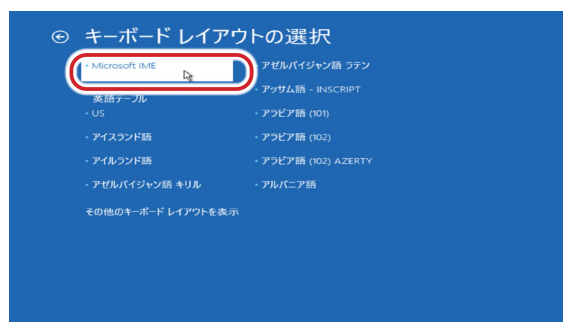 キーボード レイアウトの選択
Microsoft IME
英語テーブル
- US
アイスランド語
アイルランド語
アゼルバイジャン語 キリル
アゼルバイジャン語 ラテン
アッサム語 - INSCRIPT
アラビア語 (101)
アラビア語 (102)
アラビア語 (102) AZERTY
アルバニア語
その他のキーボード レイアウトを表示